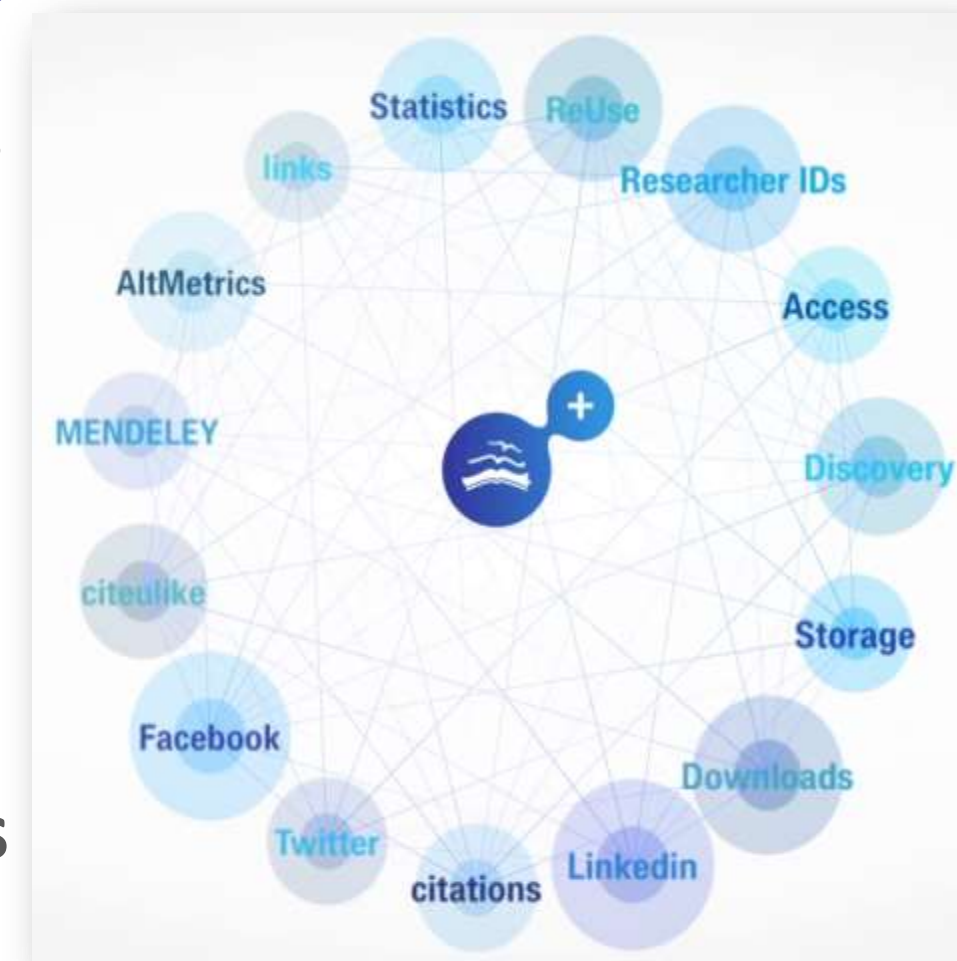 Statistics
ReUse
links
Researcher IDs
AltMetrics
Access
+
MENDELEY
Discovery
citeulike
Storage
Facebook
Downloads
Twitter
Linkedin
citations
s